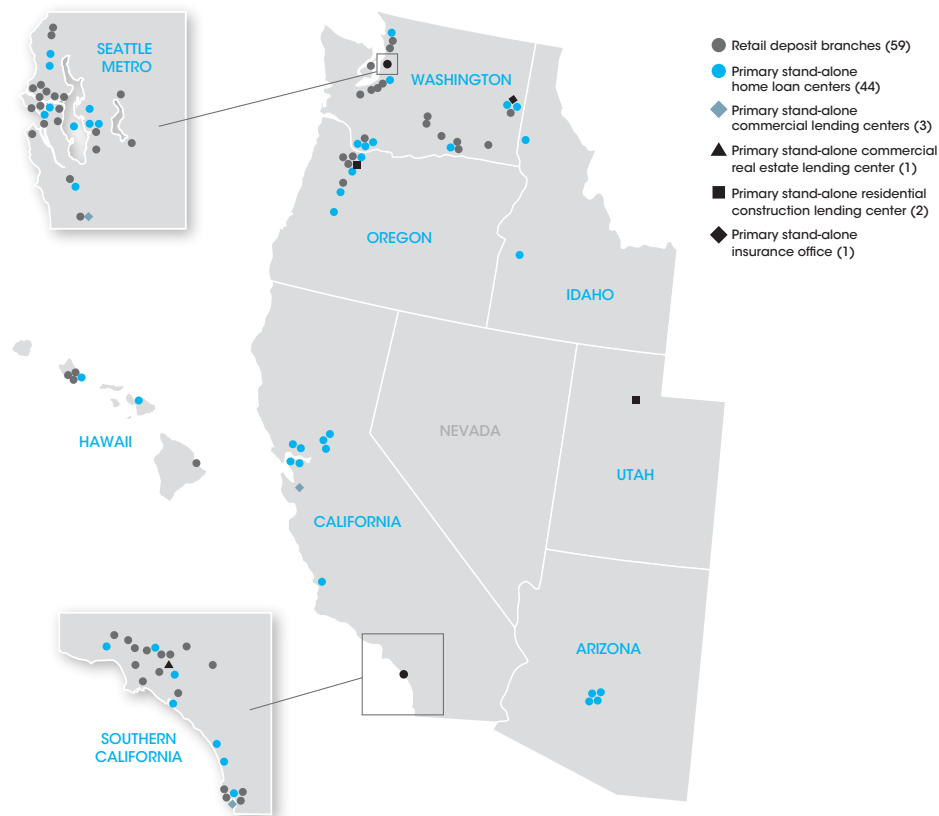 SEATTLE
METRO
WASHINGTON
OREGON
IDAHO
HAWAII
NEVADA
UTAH
CALIFORNIA
ARIZONA
SOUTHERN
CALIFORNIA
Retail deposit branches (59)
Primary stand-alone
home loan centers (44)
Primary stand-alone
commercial lending centers (3)
Primary stand-alone commercial
real estate lending center (1)
Primary stand-alone residential
construction lending center (2)
Primary stand-alone
insurance office (1)